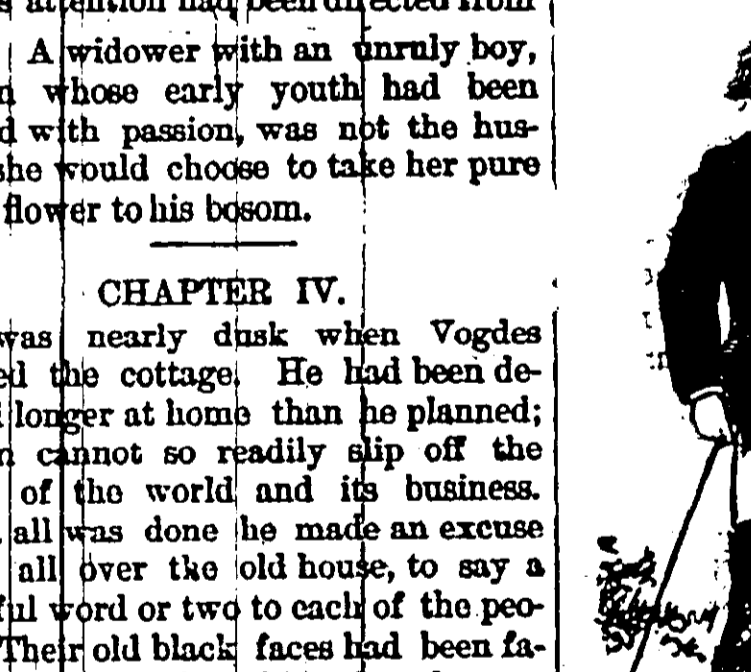 attention had been directed from
A widower with an unruly boy,
whose early youth had been
with passion, was not the hus-
she would choose to take her pure
flower to his bosom.
CHAPTER IV.
was nearly dusk when Vogdes
the cottage. He had been de-
longer at home than he planned;
cannot so readily slip off the
of the world and its business.
all was done he made an excuse
all over the old house, to say a
word or two to each of the peo-
Their old black faces had been fa-